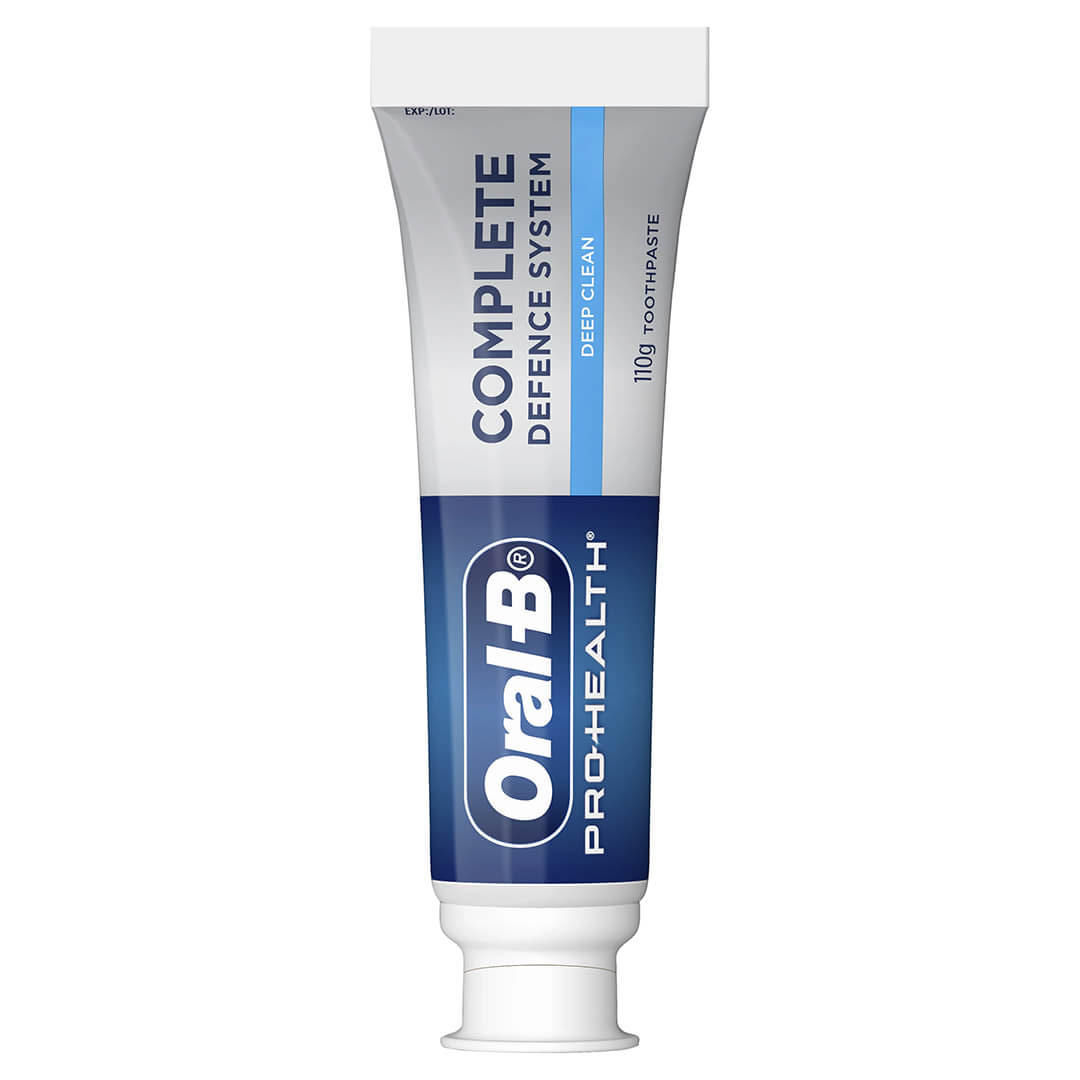 EXP:/LOT:
Oral-B®
PRO-HEALTH®
COMPLETE
DEFENCE SYSTEM
DEEP CLEAN
110g TOOTHPASTE